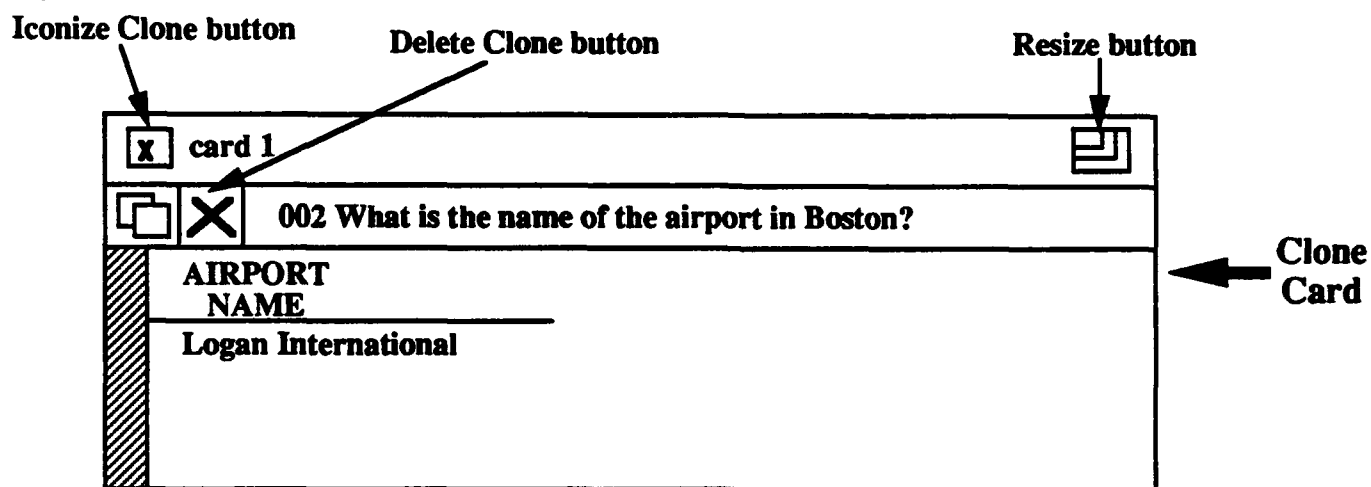 Iconize Clone button
Delete Clone button
Resize button
X card 1
002 What is the name of the airport in Boston?
AIRPORT
NAME
Logan International
Clone
Card